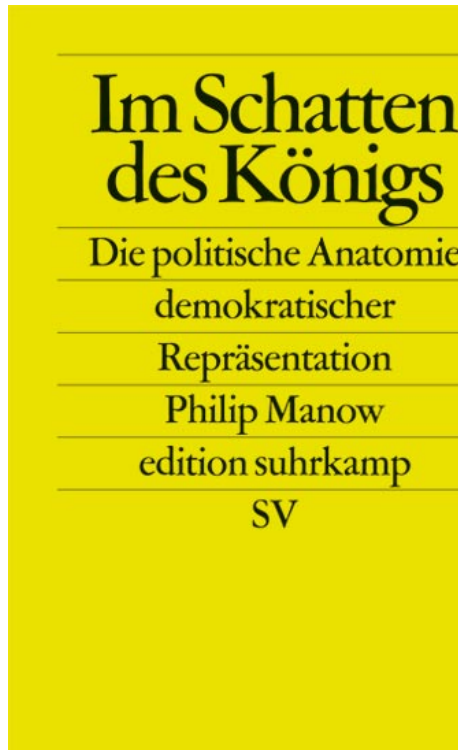 Im Schatten
des Königs
Die politische Anatomie
demokratischer
Repräsentation
Philip Manow
edition suhrkamp
SV